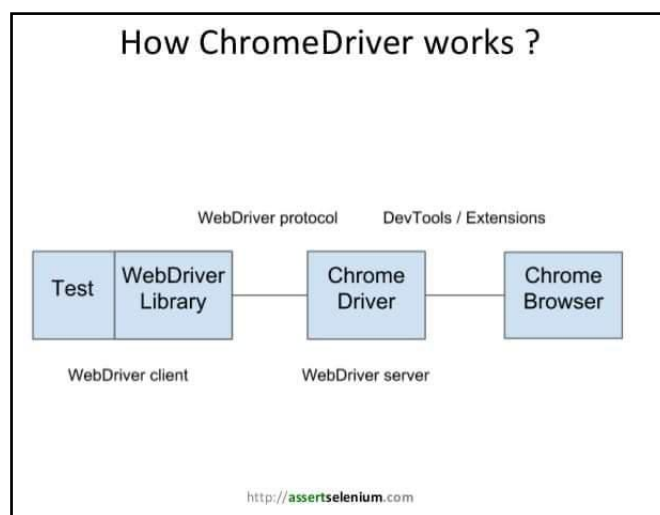 How ChromeDriver works ?
WebDriver protocol
DevTools / Extensions
Test
WebDriver
Library
Chrome
Driver
Chrome
Browser
WebDriver client
WebDriver server
http://assertselenium.com